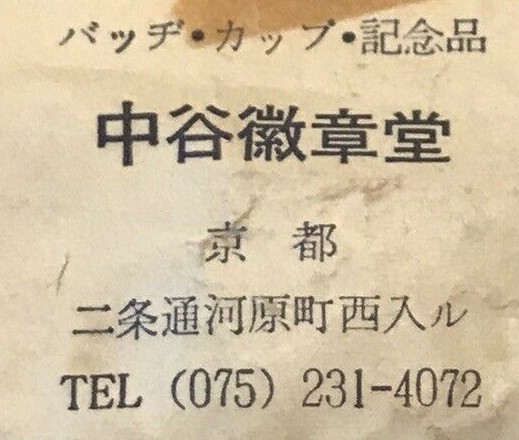 バッヂ・カップ・記念品
中谷徽章堂
京都
二条通河原町西入ル
TEL (075) 231-4072